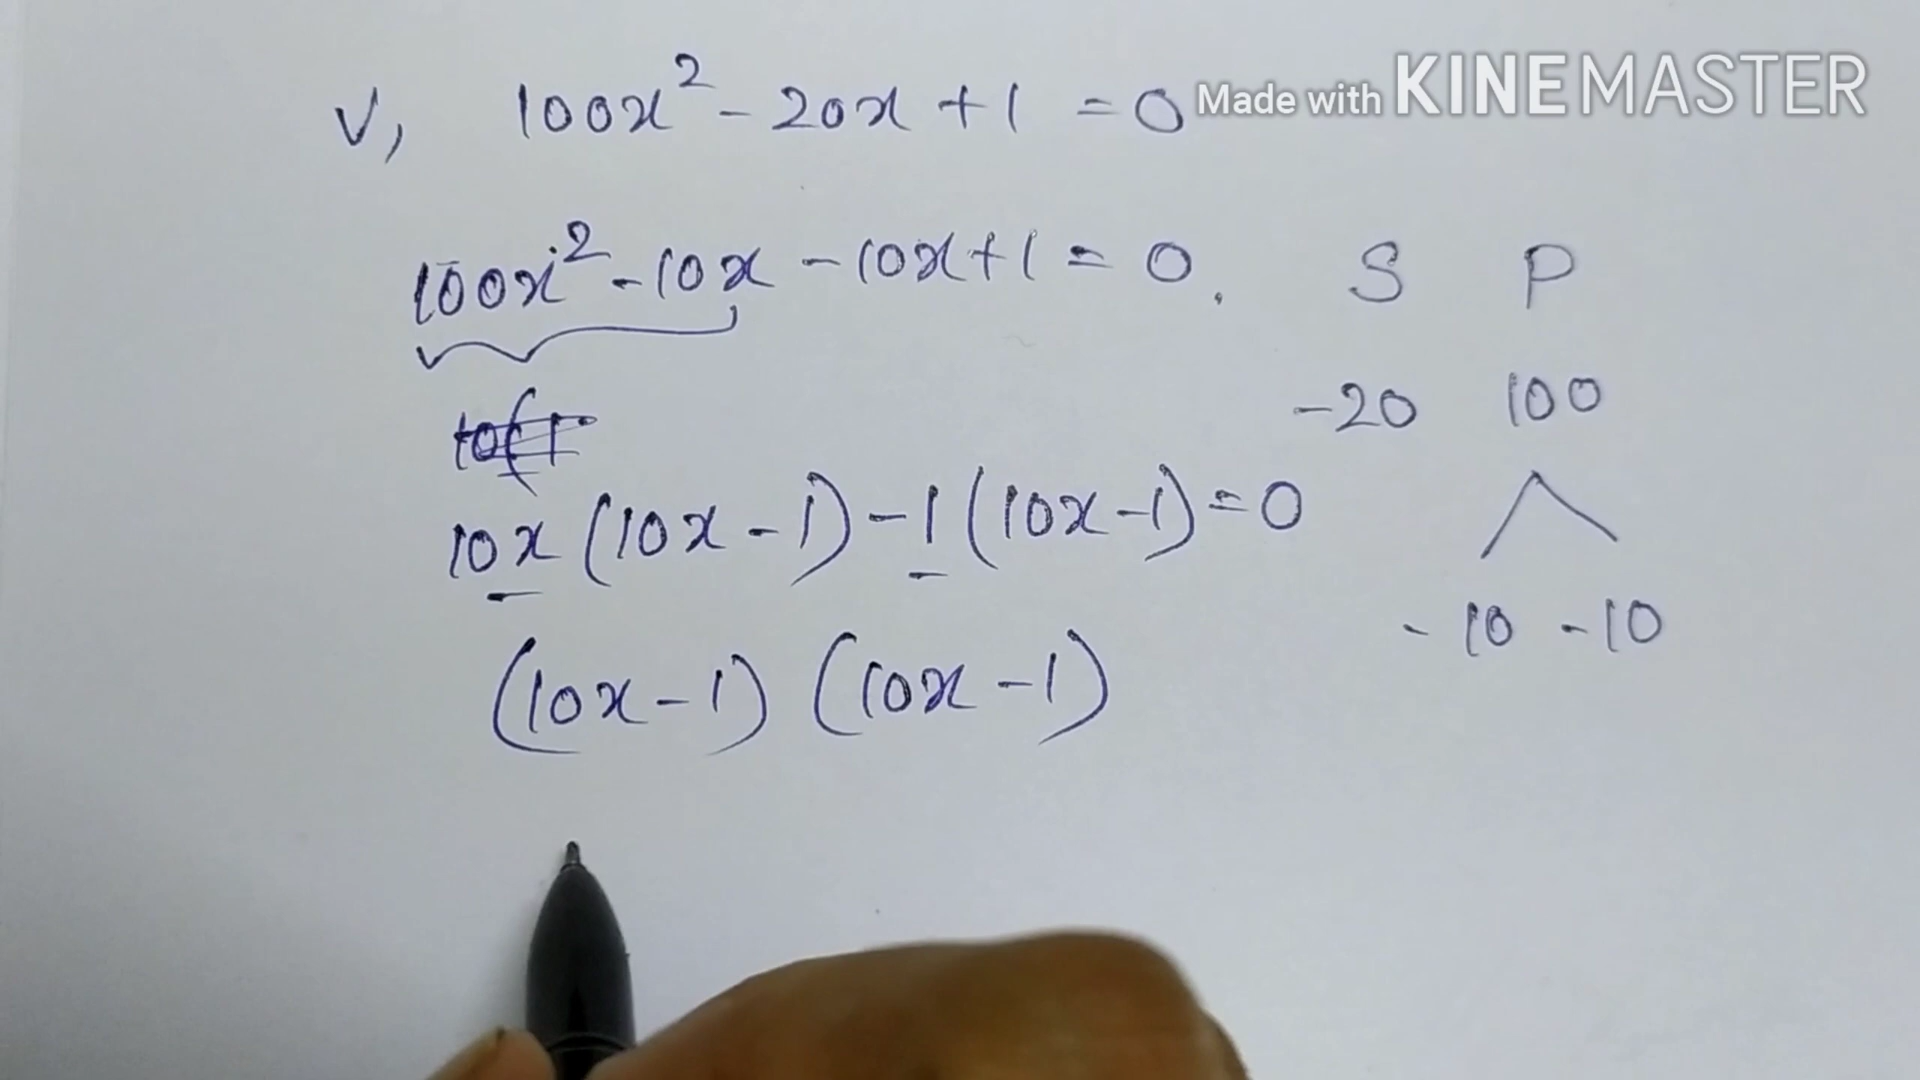 v, 100x² - 20x + 1 = 0
Made with KINEMASTER
100x² - 10x - 10x + 1 = 0.
S P
-20 100
10x (10x - 1) - 1 (10x - 1) = 0
-10 -10
(10x - 1) (10x - 1)